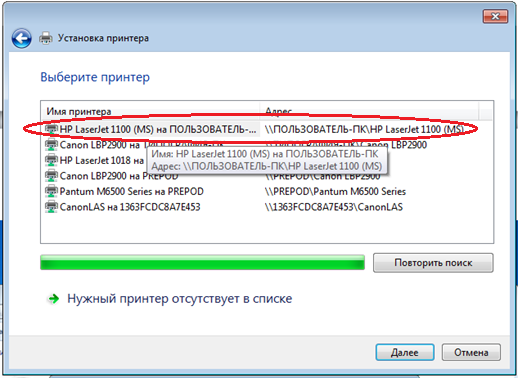 Установка принтера
Выберите принтер
Имя принтера Адрес
HP LaserJet 1100 (MS) на ПОЛЬЗОВАТЕЛЬ-... \\ПОЛЬЗОВАТЕЛЬ-ПК\HP LaserJet 1100 (MS)
Canon LBP2900 на Canon LBP2900
HP LaserJet 1018 на
Имя: HP LaserJet 1100 (MS) на ПОЛЬЗОВАТЕЛЬ-ПК
Адрес: \\ПОЛЬЗОВАТЕЛЬ-ПК\HP LaserJet 1100 (MS)
Canon LBP2900 на PREPOD \\PREPOD\Canon LBP2900
Pantum M6500 Series на PREPOD \\PREPOD\Pantum M6500 Series
CanonLAS на 1363FCDC8A7E453 \\1363FCDC8A7E453\CanonLAS
Повторить поиск
Нужный принтер отсутствует в списке
Далее Отмена